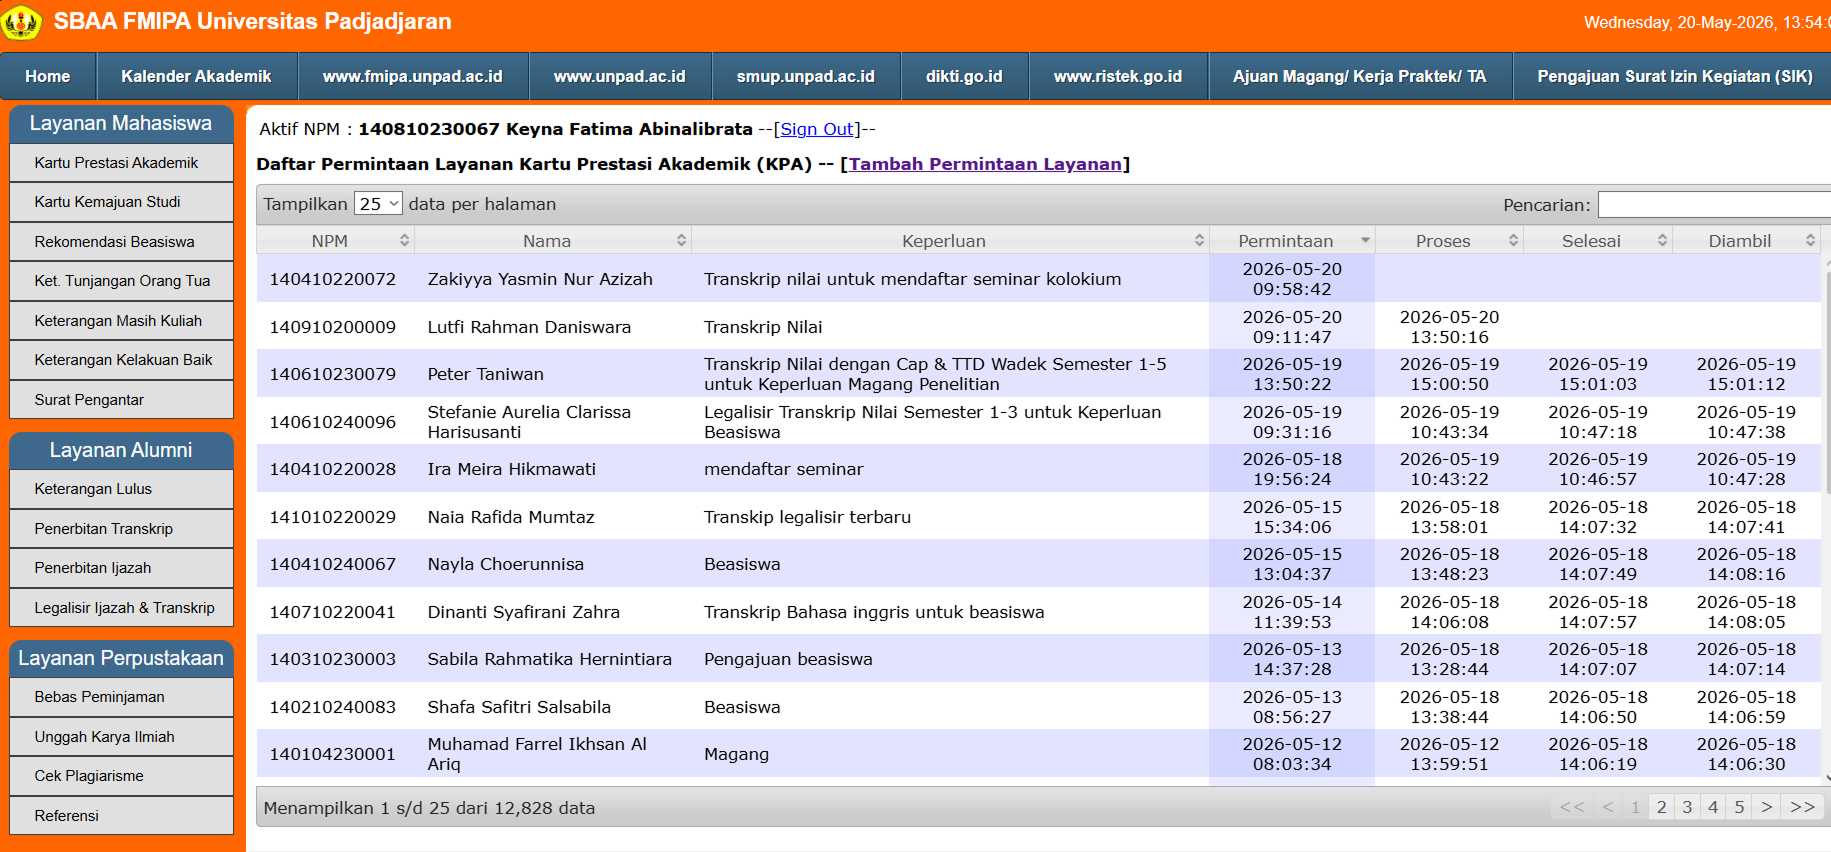 SBAA FMIPA Universitas Padjadjaran
Wednesday, 20-May-2026, 13:54:
Home
Kalender Akademik
www.fmipa.unpad.ac.id
www.unpad.ac.id
smup.unpad.ac.id
dikti.go.id
www.ristek.go.id
Ajuan Magang/ Kerja Praktek/ TA
Pengajuan Surat Izin Kegiatan (SIK)
Layanan Mahasiswa
Kartu Prestasi Akademik
Kartu Kemajuan Studi
Rekomendasi Beasiswa
Ket. Tunjangan Orang Tua
Keterangan Masih Kuliah
Keterangan Kelakuan Baik
Surat Pengantar
Layanan Alumni
Keterangan Lulus
Penerbitan Transkrip
Penerbitan Ijazah
Legalisir Ijazah & Transkrip
Layanan Perpustakaan
Bebas Peminjaman
Unggah Karya Ilmiah
Cek Plagiarisme
Referensi
Aktif NPM : 140810230067 Keyna Fatima Abinalibrata --[Sign Out]--
Daftar Permintaan Layanan Kartu Prestasi Akademik (KPA) -- [Tambah Permintaan Layanan]
Tampilkan 25 data per halaman
Pencarian:
NPM Nama Keperluan Permintaan Proses Selesai Diambil
140410220072 Zakiyya Yasmin Nur Azizah Transkrip nilai untuk mendaftar seminar kolokium 2026-05-20 09:58:42
140910200009 Lutfi Rahman Daniswara Transkrip Nilai 2026-05-20 09:11:47 2026-05-20 13:50:16
140610230079 Peter Taniwan Transkrip Nilai dengan Cap & TTD Wadek Semester 1-5 untuk Keperluan Magang Penelitian 2026-05-19 13:50:22 2026-05-19 15:00:50 2026-05-19 15:01:03 2026-05-19 15:01:12
140610240096 Stefanie Aurelia Clarissa Harisusanti Legalisir Transkrip Nilai Semester 1-3 untuk Keperluan Beasiswa 2026-05-19 09:31:16 2026-05-19 10:43:34 2026-05-19 10:47:18 2026-05-19 10:47:38
140410220028 Ira Meira Hikmawati mendaftar seminar 2026-05-18 19:56:24 2026-05-19 10:43:22 2026-05-19 10:46:57 2026-05-19 10:47:28
141010220029 Naia Rafida Mumtaz Transkip legalisir terbaru 2026-05-15 15:34:06 2026-05-18 13:58:01 2026-05-18 14:07:32 2026-05-18 14:07:41
140410240067 Nayla Choerunnisa Beasiswa 2026-05-15 13:04:37 2026-05-18 13:48:23 2026-05-18 14:07:49 2026-05-18 14:08:16
140710220041 Dinanti Syafirani Zahra Transkrip Bahasa inggris untuk beasiswa 2026-05-14 11:39:53 2026-05-18 14:06:08 2026-05-18 14:07:57 2026-05-18 14:08:05
140310230003 Sabila Rahmatika Hernintiara Pengajuan beasiswa 2026-05-13 14:37:28 2026-05-18 13:28:44 2026-05-18 14:07:07 2026-05-18 14:07:14
140210240083 Shafa Safitri Salsabila Beasiswa 2026-05-13 08:56:27 2026-05-18 13:38:44 2026-05-18 14:06:50 2026-05-18 14:06:59
140104230001 Muhamad Farrel Ikhsan Al Ariq Magang 2026-05-12 08:03:34 2026-05-12 13:59:51 2026-05-18 14:06:19 2026-05-18 14:06:30
Menampilkan 1 s/d 25 dari 12,828 data
<< < 1 2 3 4 5 > >>